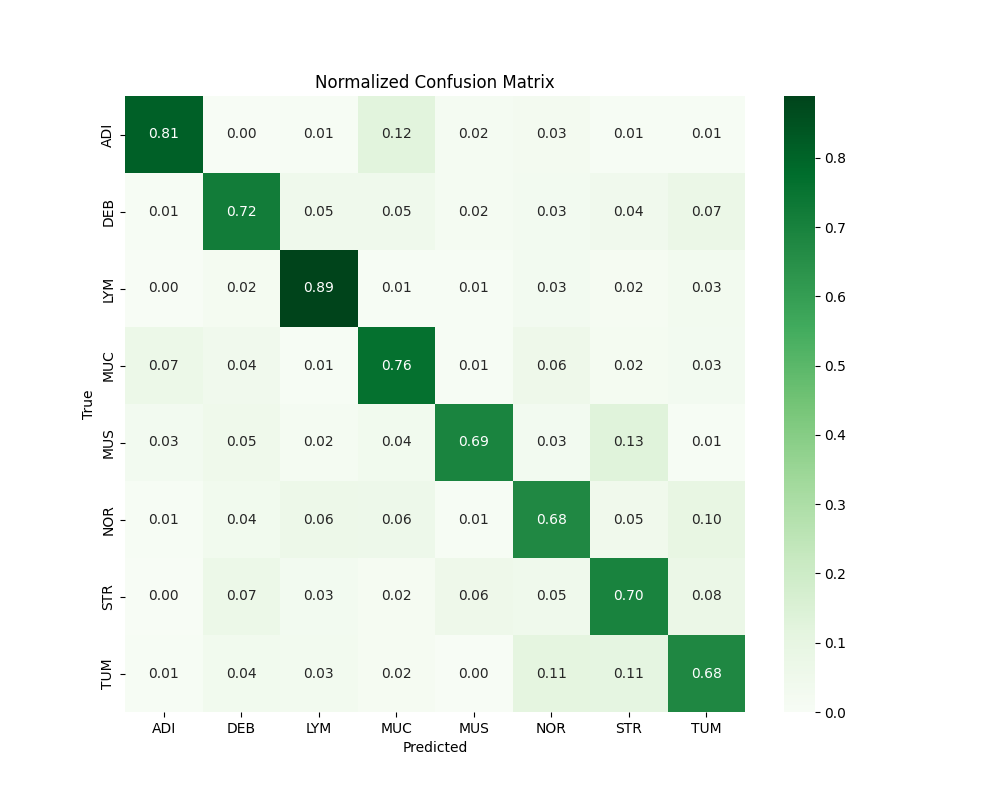 Normalized Confusion Matrix
ADI 0.81 0.00 0.01 0.12 0.02 0.03 0.01 0.01
DEB 0.01 0.72 0.05 0.05 0.02 0.03 0.04 0.07
LYM 0.00 0.02 0.89 0.01 0.01 0.03 0.02 0.03
MUC 0.07 0.04 0.01 0.76 0.01 0.06 0.02 0.03
MUS 0.03 0.05 0.02 0.04 0.69 0.03 0.13 0.01
NOR 0.01 0.04 0.06 0.06 0.01 0.68 0.05 0.10
STR 0.00 0.07 0.03 0.02 0.06 0.05 0.70 0.08
TUM 0.01 0.04 0.03 0.02 0.00 0.11 0.11 0.68
True
ADI DEB LYM MUC MUS NOR STR TUM
Predicted
0.8
0.7
0.6
0.5
0.4
0.3
0.2
0.1
0.0